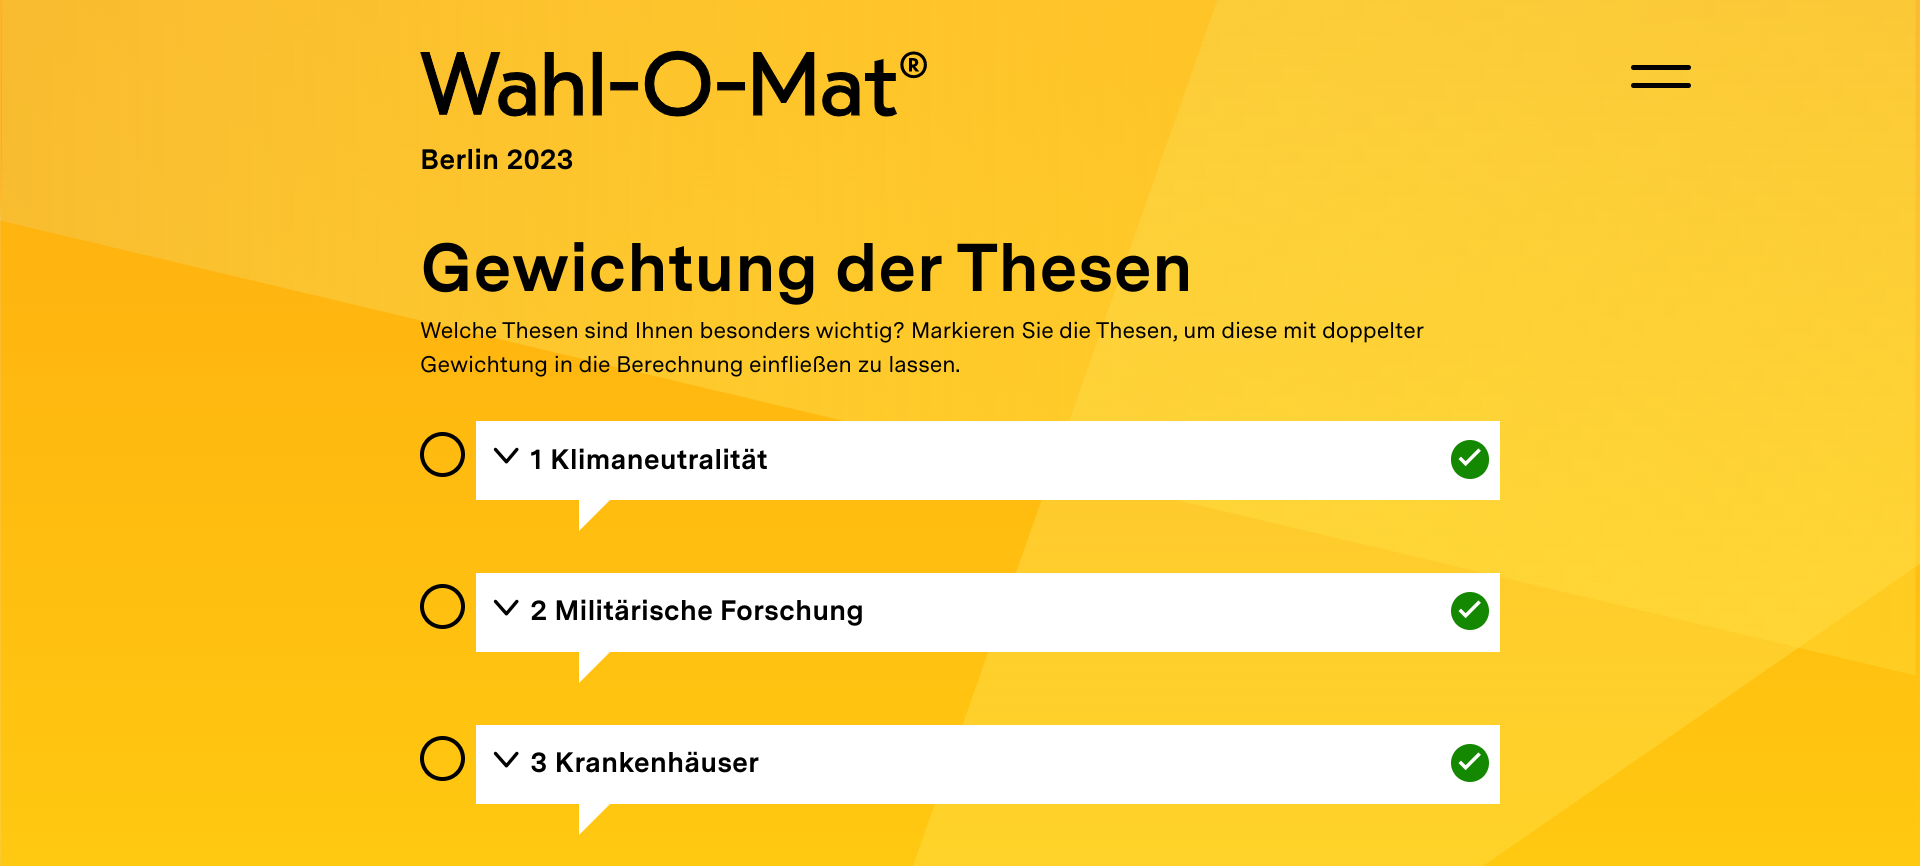 Wahl-O-Mat®
Berlin 2023
Gewichtung der Thesen
Welche Thesen sind Ihnen besonders wichtig? Markieren Sie die Thesen, um diese mit doppelter
Gewichtung in die Berechnung einfließen zu lassen.
1 Klimaneutralität
2 Militärische Forschung
3 Krankenhäuser